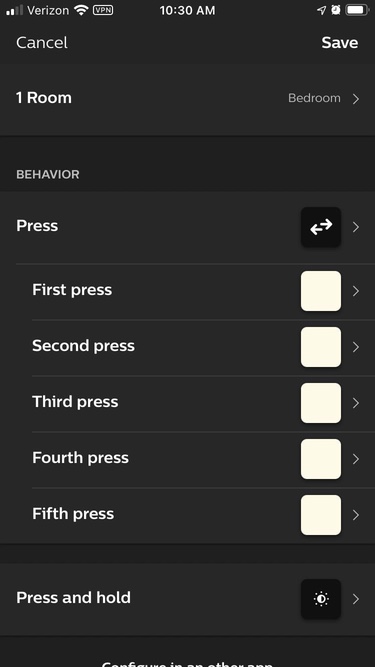 Verizon VPN 10:30 AM
Cancel Save
1 Room Bedroom
BEHAVIOR
Press
First press
Second press
Third press
Fourth press
Fifth press
Press and hold
Configure in an other app